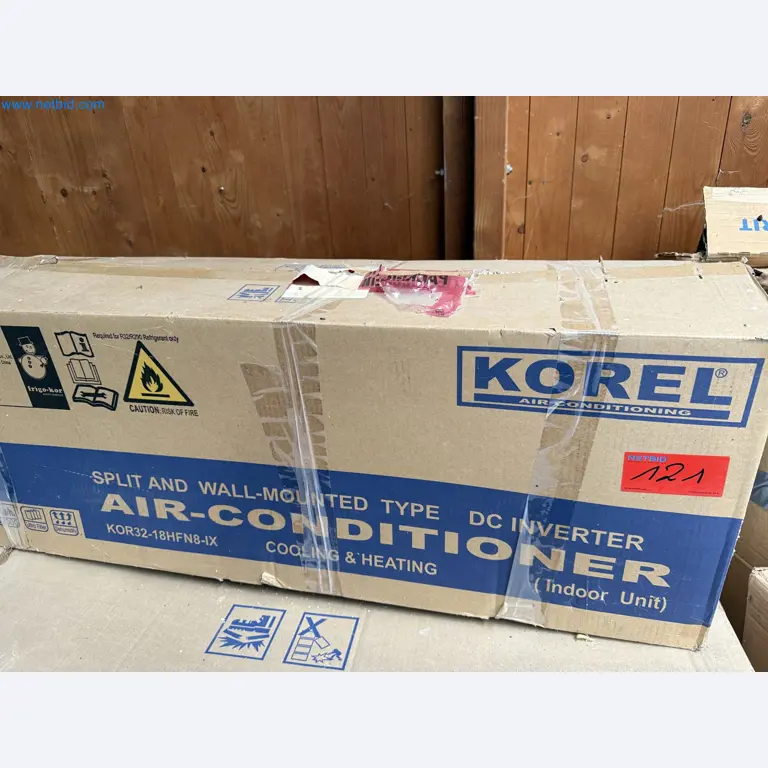 www.netbid.com
RIT
Required for R32/R290 Refrigerant only
frigo-kor
CAUTION: RISK OF FIRE
KOREL®
AIR-CONDITIONING
NETBID
121
SPLIT AND WALL-MOUNTED TYPE DC INVERTER
AIR-CONDITIONER
KOR32-18HFN8-IX
COOLING & HEATING
(Indoor Unit)